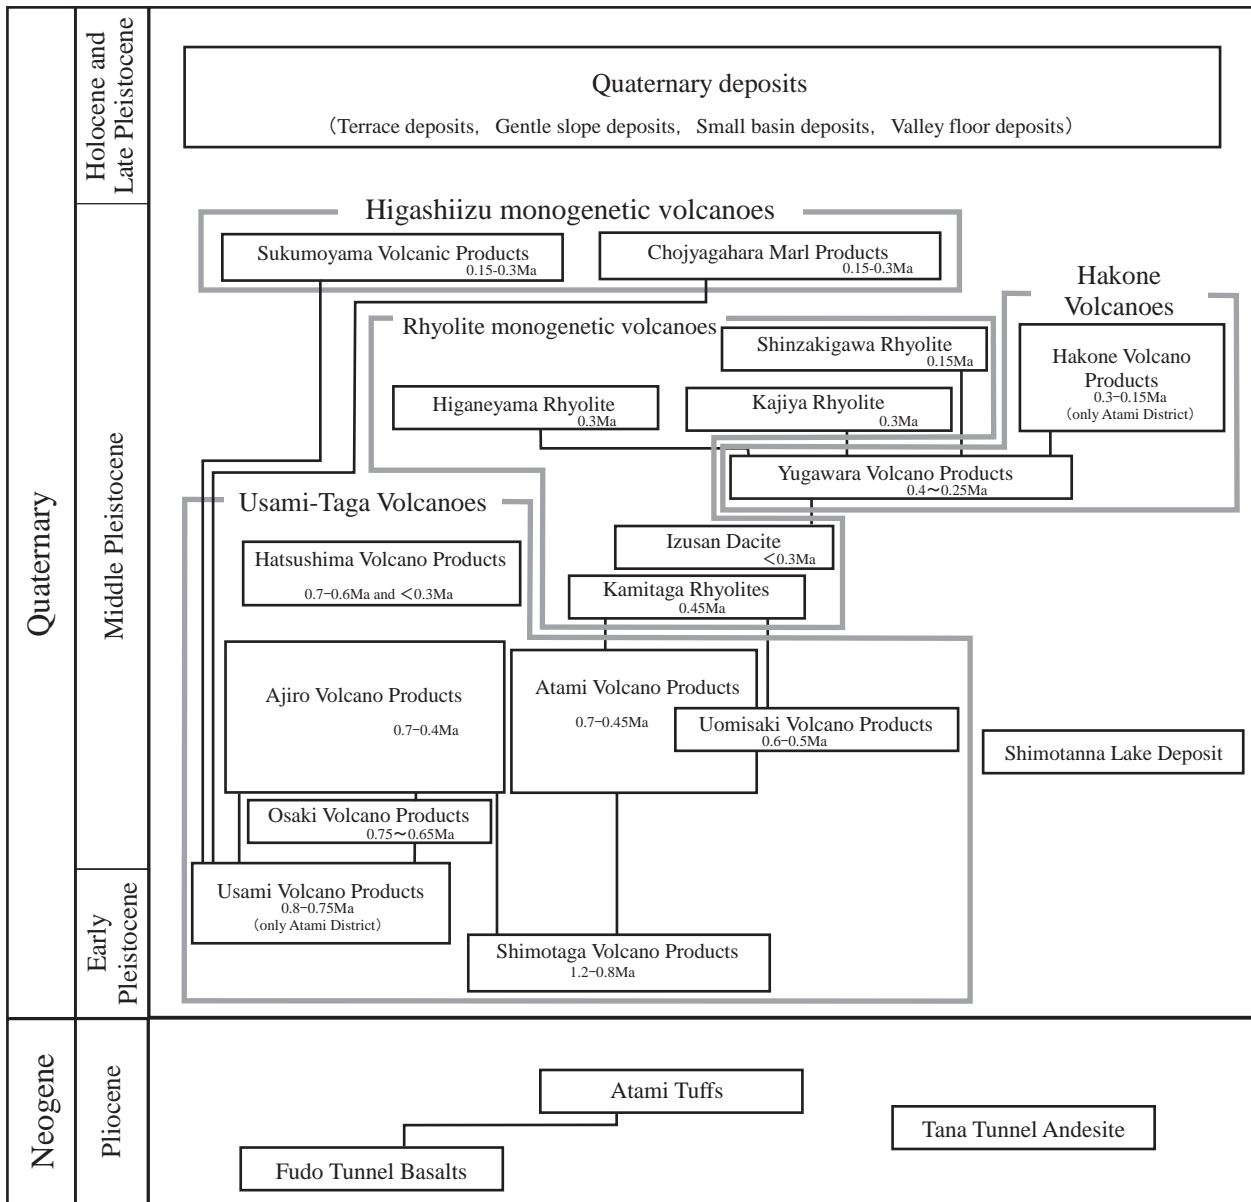 Quaternary
Holocene and
Late Pleistocene
Quaternary deposits
（Terrace deposits, Gentle slope deposits, Small basin deposits, Valley floor deposits）
Middle Pleistocene
Higashiizu monogenetic volcanoes
Sukumoyama Volcanic Products
0.15-0.3Ma
Chojyagahara Marl Products
0.15-0.3Ma
Hakone
Volcanoes
Hakone Volcano
Products
0.3−0.15Ma
（only Atami District）
Rhyolite monogenetic volcanoes
Shinzakigawa Rhyolite
0.15Ma
Higaneyama Rhyolite
0.3Ma
Kajiya Rhyolite
0.3Ma
Yugawara Volcano Products
0.4〜0.25Ma
Izusan Dacite
＜0.3Ma
Kamitaga Rhyolites
0.45Ma
Usami-Taga Volcanoes
Hatsushima Volcano Products
0.7−0.6Ma and ＜0.3Ma
Ajiro Volcano Products
0.7−0.4Ma
Atami Volcano Products
0.7−0.45Ma
Uomisaki Volcano Products
0.6−0.5Ma
Shimotanna Lake Deposit
Osaki Volcano Products
0.75〜0.65Ma
Early
Pleistocene
Usami Volcano Products
0.8−0.75Ma
（only Atami District）
Shimotaga Volcano Products
1.2−0.8Ma
Neogene
Pliocene
Atami Tuffs
Tana Tunnel Andesite
Fudo Tunnel Basalts